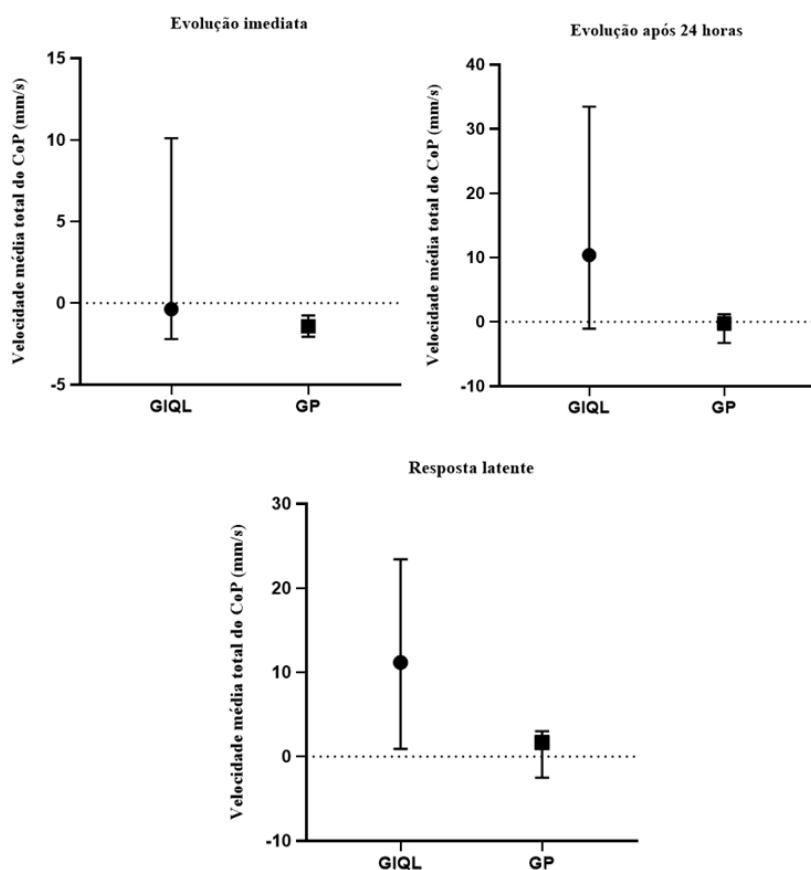 Evolução imediata
Velocidade média total do CoP (mm/s)
15
10
5
0
-5
GIQL GP
Evolução após 24 horas
Velocidade média total do CoP (mm/s)
40
30
20
10
0
-10
GIQL GP
Resposta latente
Velocidade média total do CoP (mm/s)
30
20
10
0
-10
GIQL GP